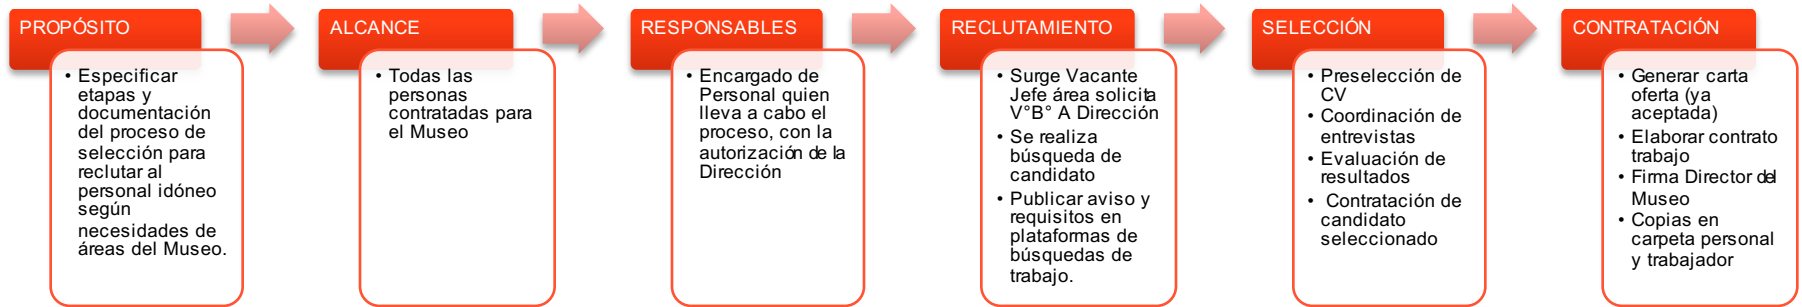 PROPÓSITO
• Especificar
etapas y
documentación
del proceso de
selección para
reclutar al
personal idóneo
según
necesidades de
áreas del Museo.
ALCANCE
• Todas las
personas
contratadas para
el Museo
RESPONSABLES
• Encargado de
Personal quien
lleva a cabo el
proceso, con la
autorización de la
Dirección
RECLUTAMIENTO
• Surge Vacante
Jefe área solicita
V°B° A Dirección
• Se realiza
búsqueda de
candidato
• Publicar aviso y
requisitos en
plataformas de
búsquedas de
trabajo.
SELECCIÓN
• Preselección de
CV
• Coordinación de
entrevistas
• Evaluación de
resultados
• Contratación de
candidato
seleccionado
CONTRATACIÓN
• Generar carta
oferta (ya
aceptada)
• Elaborar contrato
trabajo
• Firma Director del
Museo
• Copias en
carpeta personal
y trabajador